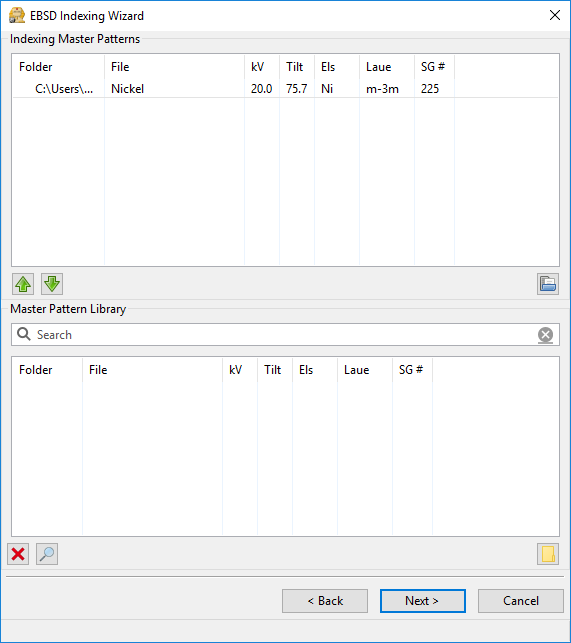 EBSD Indexing Wizard
Indexing Master Patterns
Folder File kV Tilt Els Laue SG #
C:\Users\... Nickel 20.0 75.7 Ni m-3m 225
Master Pattern Library
Search
Folder File kV Tilt Els Laue SG #
< Back Next > Cancel